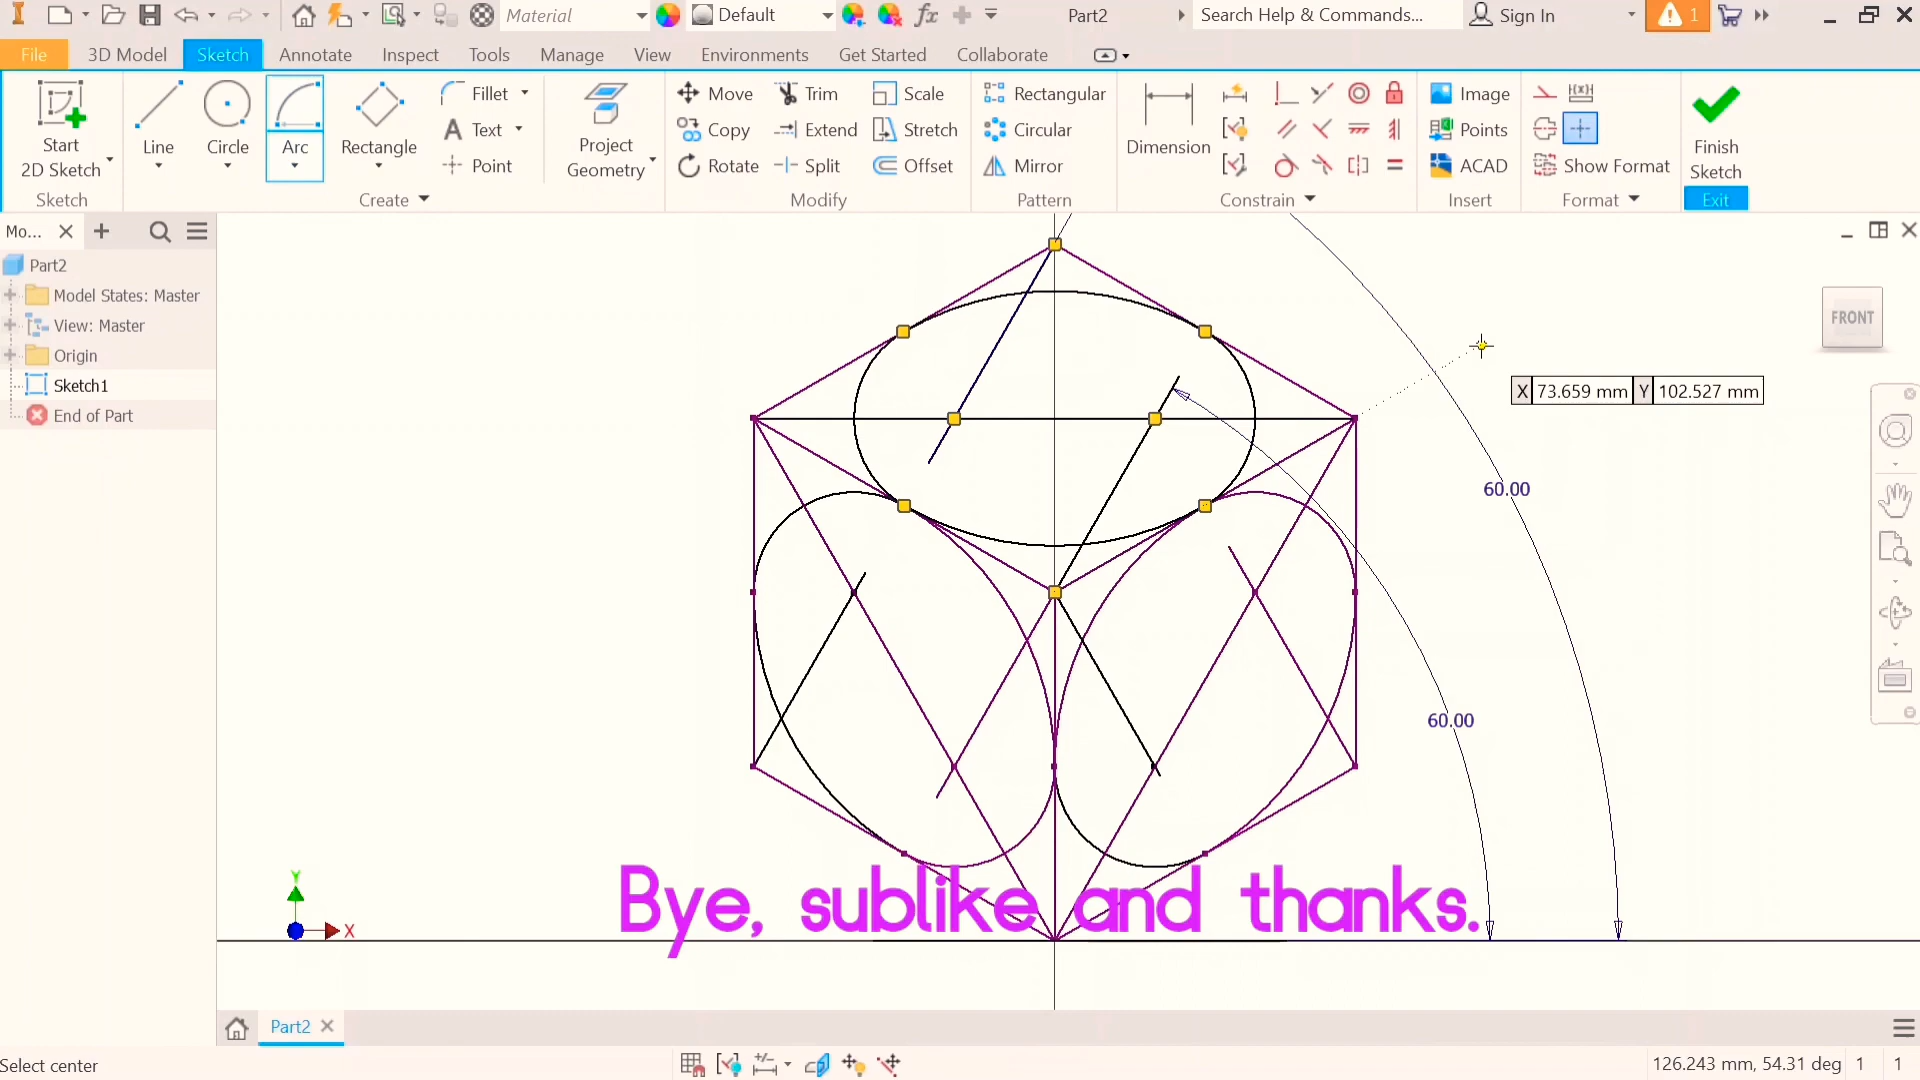 Material
Default
fx
Part2
Search Help & Commands...
Sign In
1
File
3D Model
Sketch
Annotate
Inspect
Tools
Manage
View
Environments
Get Started
Collaborate
Start
2D Sketch
Line
Circle
Arc
Rectangle
Fillet
Text
Point
Project
Geometry
Move
Copy
Rotate
Trim
Extend
Split
Scale
Stretch
Offset
Rectangular
Circular
Mirror
Dimension
Image
Points
ACAD
Show Format
Finish
Sketch
Sketch
Create
Modify
Pattern
Constrain
Insert
Format
Exit
Mo...
Part2
Model States: Master
View: Master
Origin
Sketch1
End of Part
FRONT
X 73.659 mm Y 102.527 mm
60.00
60.00
Y
X
Bye, sublike and thanks.
Part2
Select center
126.243 mm, 54.31 deg 1 1